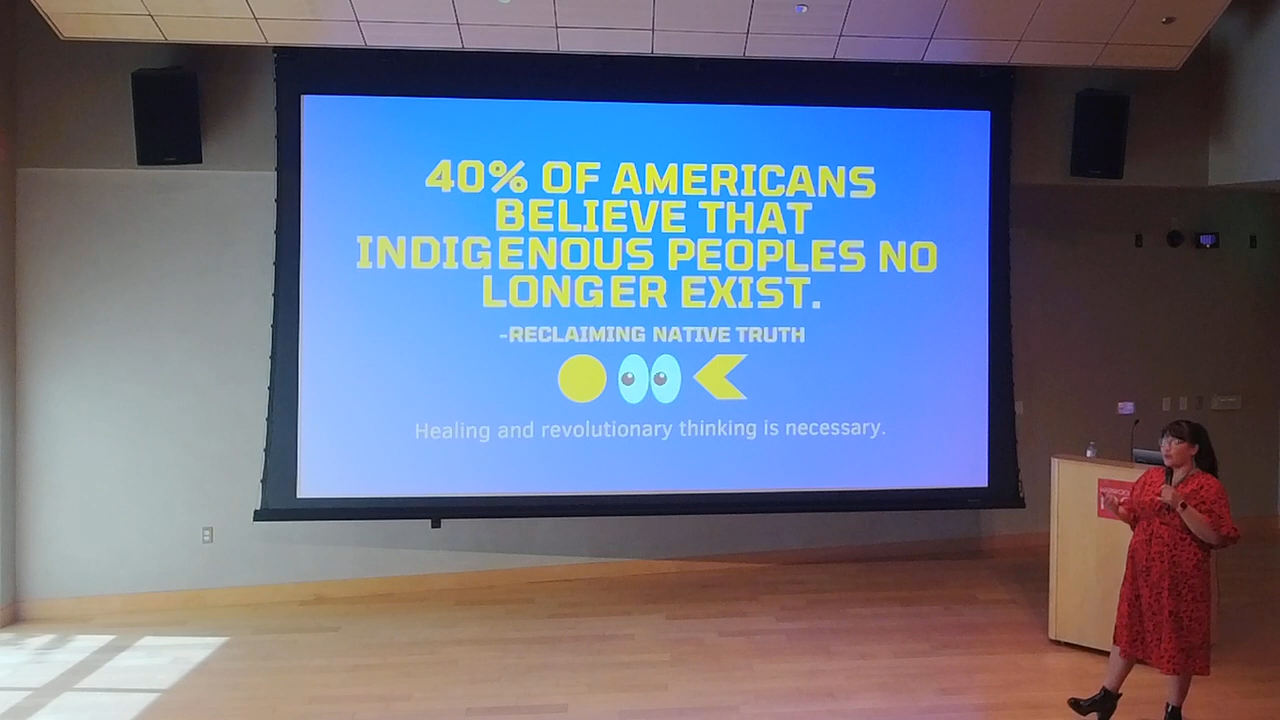 40% OF AMERICANS
BELIEVE THAT
INDIGENOUS PEOPLES NO
LONGER EXIST.
-RECLAIMING NATIVE TRUTH
Healing and revolutionary thinking is necessary.